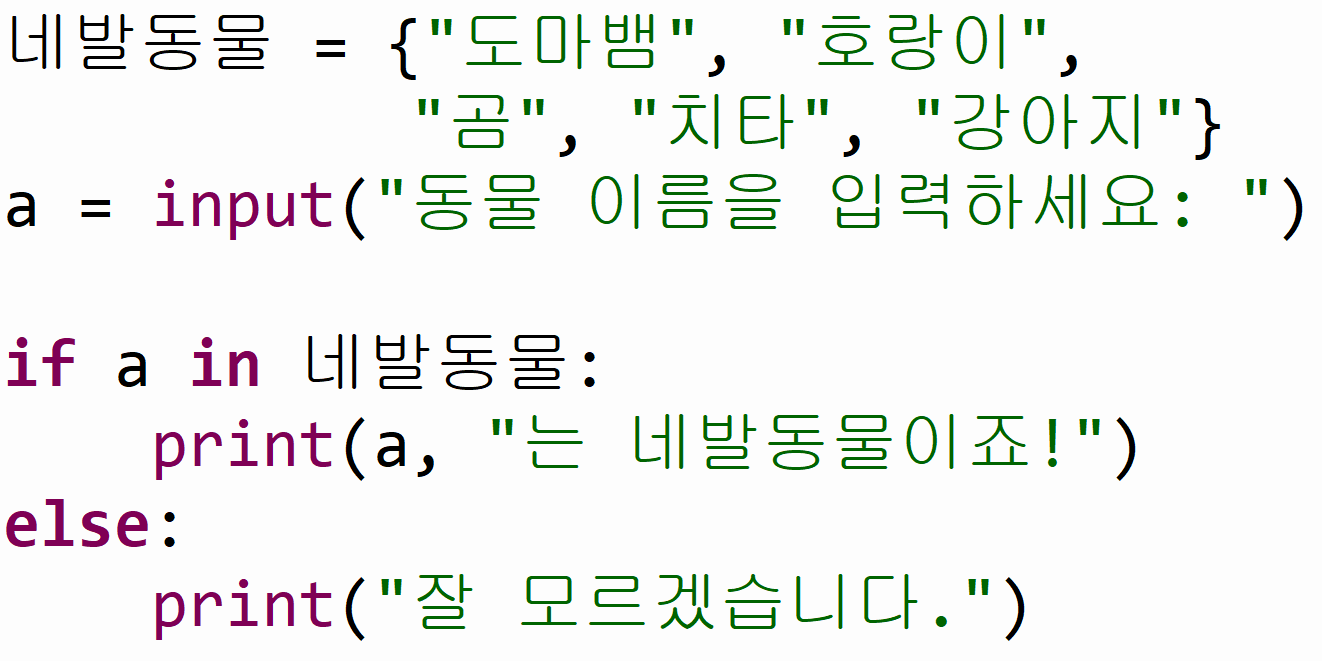 네발동물 = {"도마뱀", "호랑이",
"곰", "치타", "강아지"}
a = input("동물 이름을 입력하세요: ")
if a in 네발동물:
print(a, "는 네발동물이죠!")
else:
print("잘 모르겠습니다.")